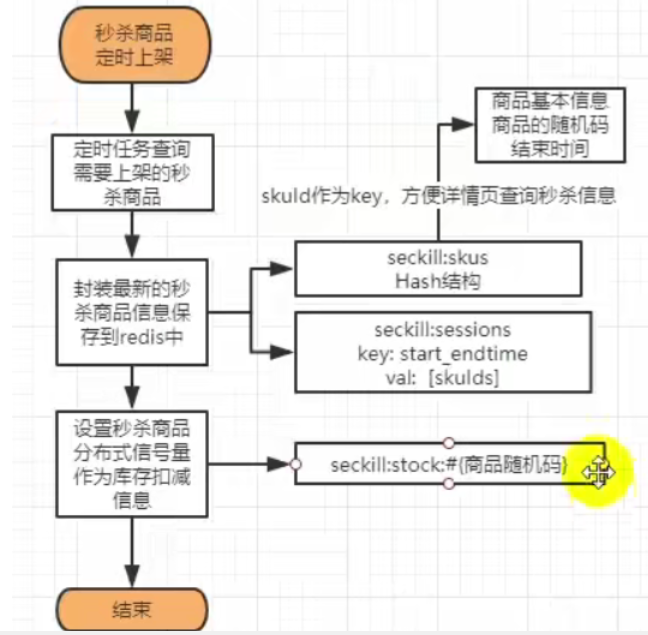 秒杀商品
定时上架
商品基本信息
商品的随机码
结束时间
定时任务查询
需要上架的秒
杀商品
skuId作为key，方便详情页查询秒杀信息
seckill:skus
Hash结构
封装最新的秒
杀商品信息保
存到redis中
seckill:sessions
key: start_endtime
val: [skuIds]
设置秒杀商品
分布式信号量
作为库存扣减
信息
seckill:stock:#(商品随机码)
结束